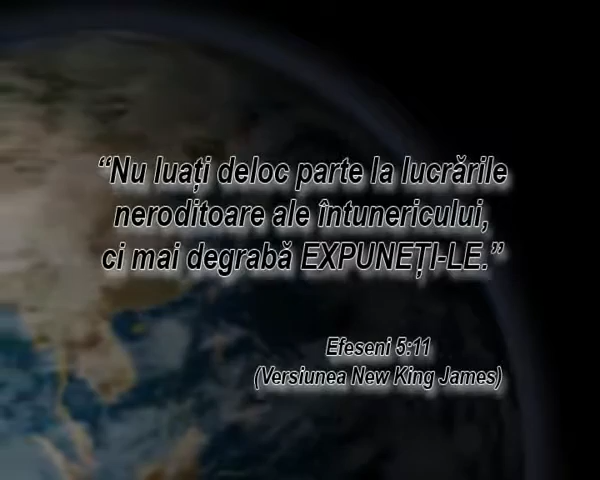 “Nu luați deloc parte la lucrările
neroditoare ale întunericului,
ci mai degrabă EXPUNEȚI-LE.”
Efeseni 5:11
(Versiunea New King James)